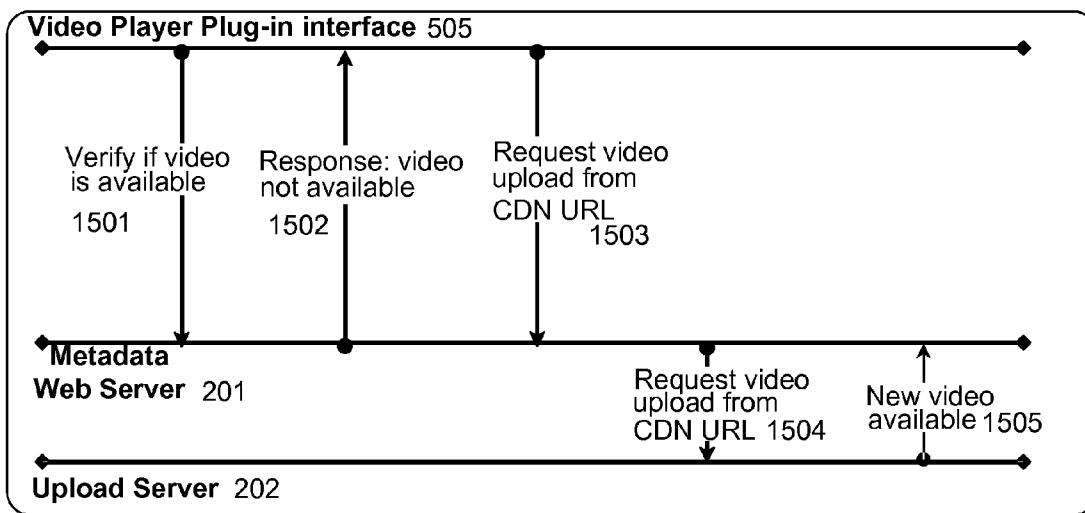 Video Player Plug-in interface 505
Verify if video
is available
1501
Response: video
not available
1502
Request video
upload from
CDN URL
1503
Metadata
Web Server 201
Request video
upload from
CDN URL 1504
New video
available 1505
Upload Server 202